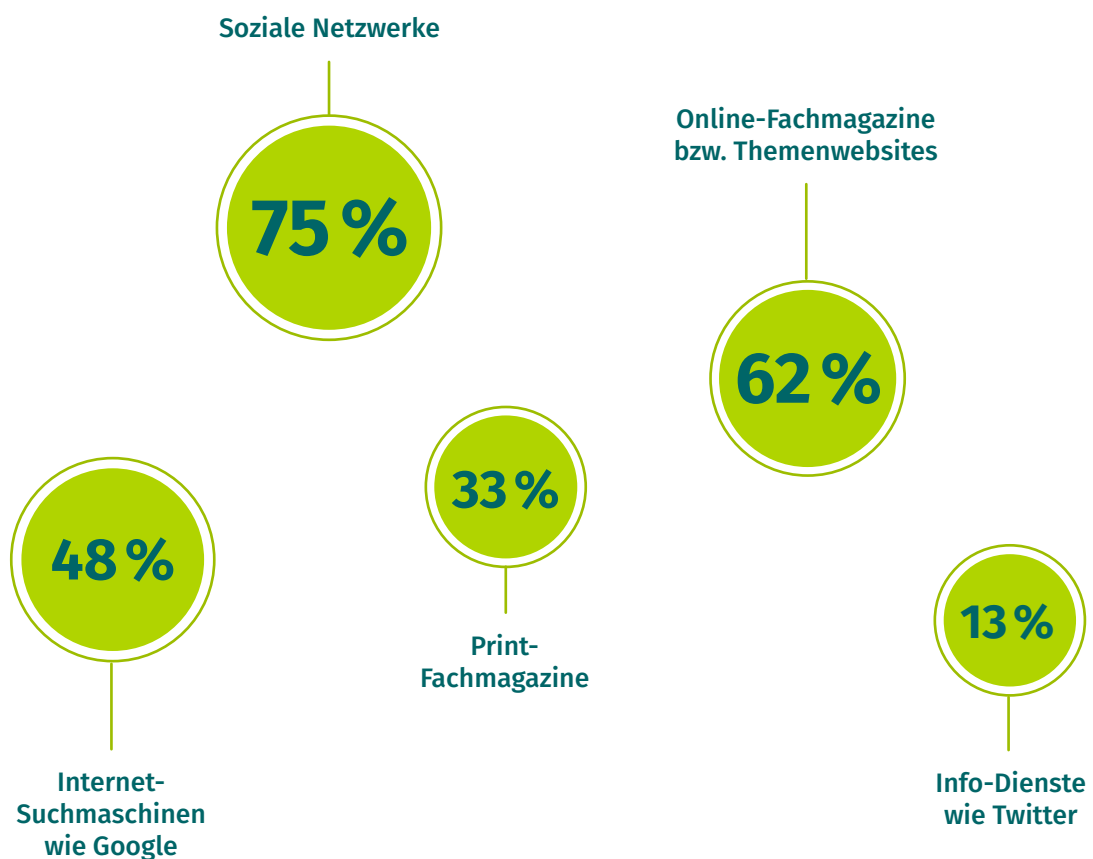 Soziale Netzwerke
75 %
Online-Fachmagazine
bzw. Themenwebsites
62 %
33 %
Print-
Fachmagazine
48 %
Internet-
Suchmaschinen
wie Google
13 %
Info-Dienste
wie Twitter